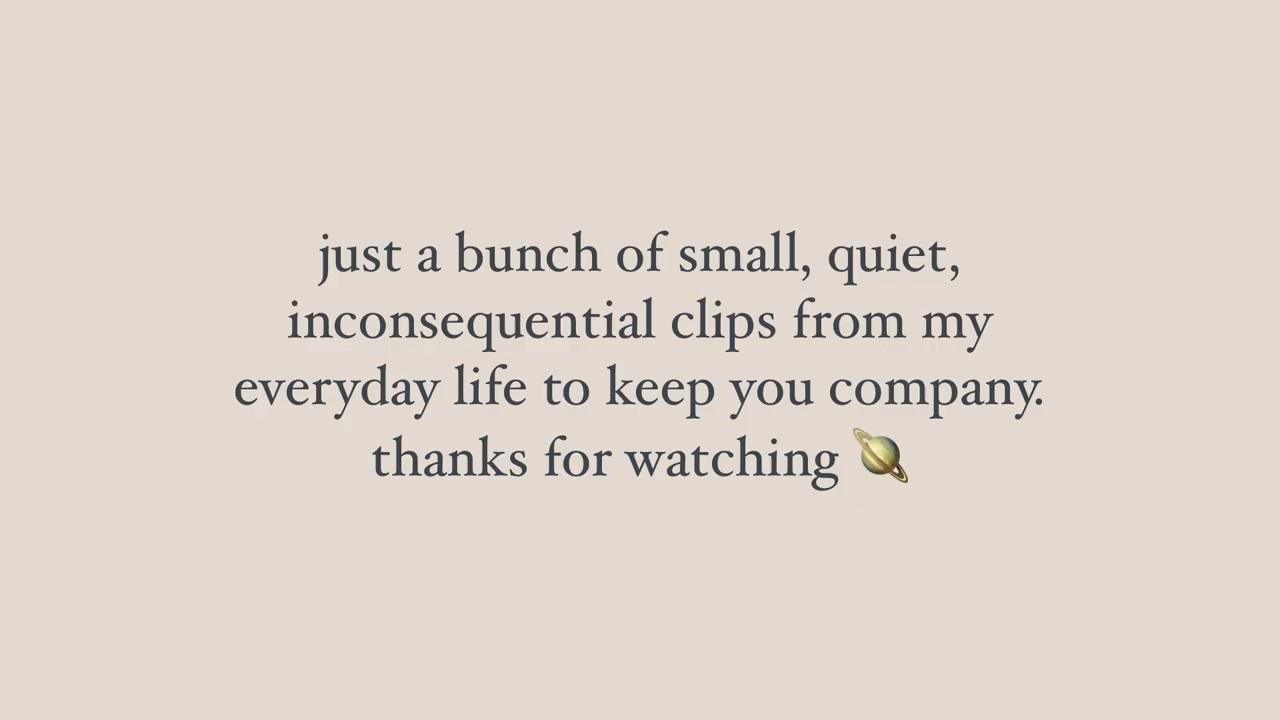 just a bunch of small, quiet,
inconsequential clips from my
everyday life to keep you company.
thanks for watching 🪐